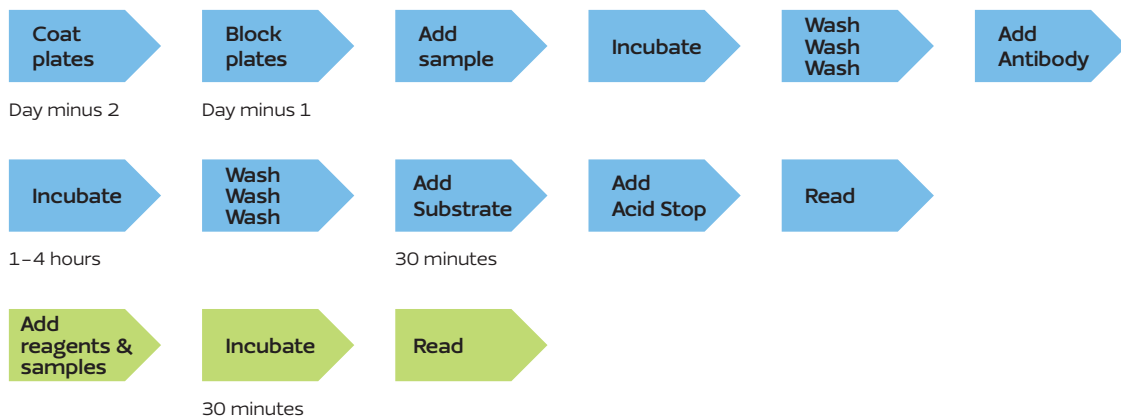 Coat
plates
Block
plates
Add
sample
Incubate
Wash
Wash
Wash
Add
Antibody
Day minus 2
Day minus 1
Incubate
Wash
Wash
Wash
Add
Substrate
Add
Acid Stop
Read
1–4 hours
30 minutes
Add
reagents &
samples
Incubate
Read
30 minutes